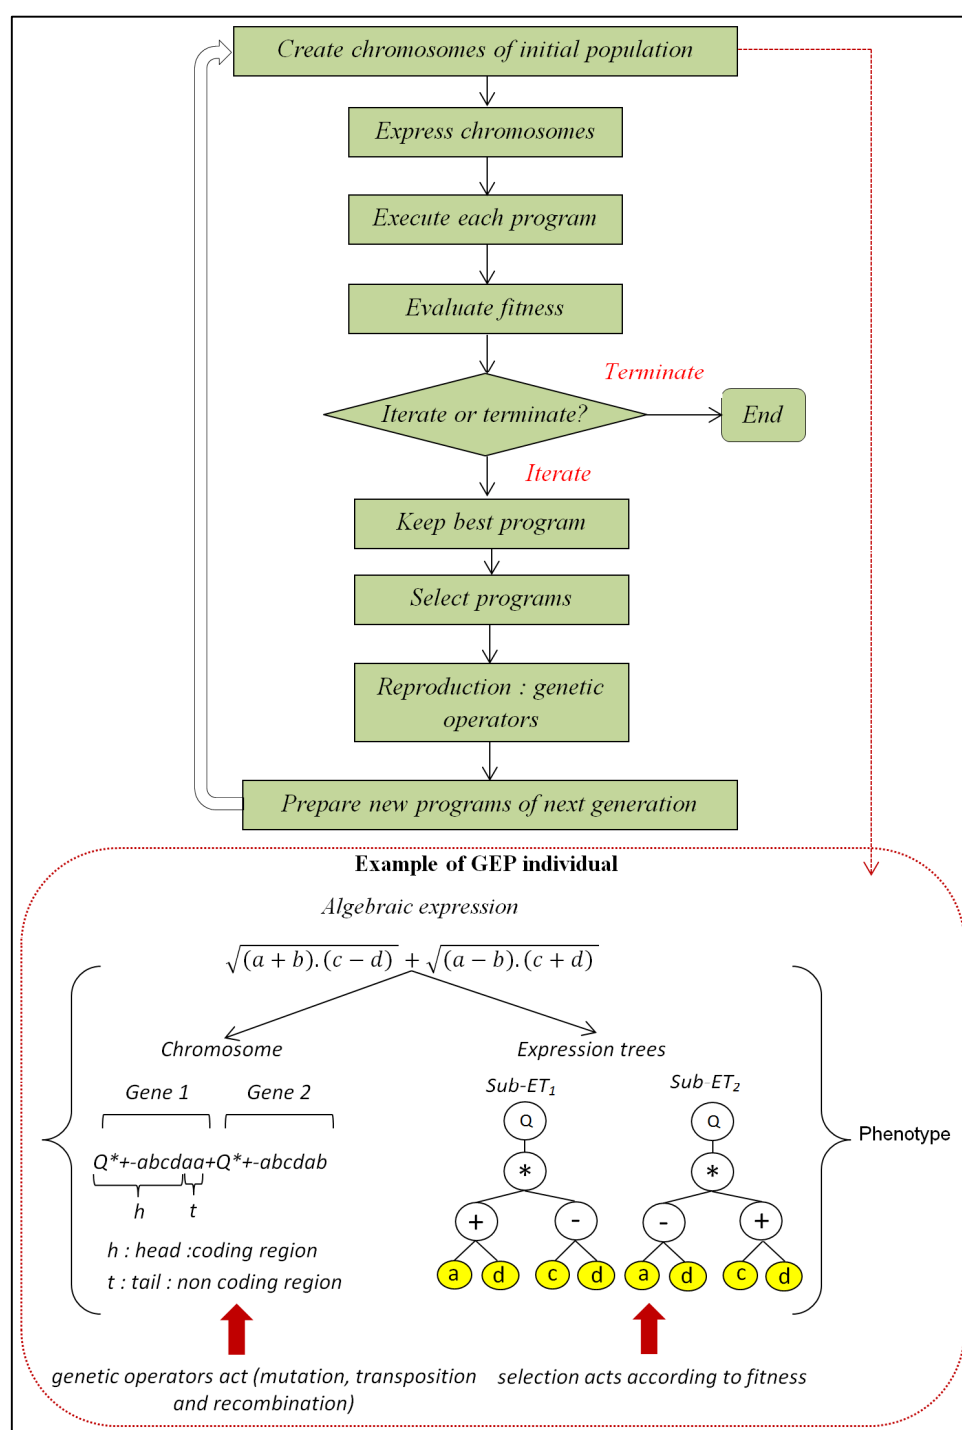 Create chromosomes of initial population
Express chromosomes
Execute each program
Evaluate fitness
Terminate
Iterate or terminate?
End
Iterate
Keep best program
Select programs
Reproduction : genetic
operators
Prepare new programs of next generation
Example of GEP individual
Algebraic expression
√(a + b).(c − d) + √(a − b).(c + d)
Chromosome
Expression trees
Gene 1
Gene 2
Sub-ET₁
Sub-ET₂
Q
Q
*
*
+
-
-
+
a
d
c
d
a
d
c
d
Phenotype
Q*+-abcdaa+Q*+-abcdab
h
t
h : head :coding region
t : tail : non coding region
genetic operators act (mutation, transposition
and recombination)
selection acts according to fitness